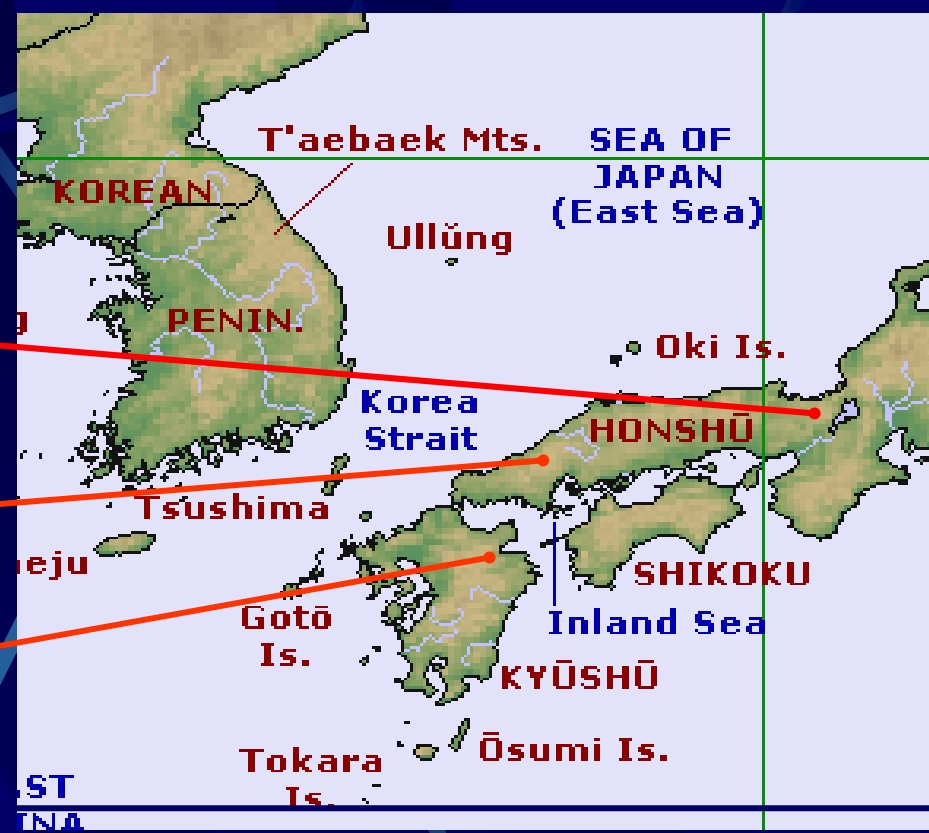 T'aebaek Mts.
SEA OF
JAPAN
(East Sea)
KOREAN
Ullŭng
PENIN.
Oki Is.
Korea
Strait
HONSHŪ
Tsushima
SHIKOKU
Gotō
Is.
Inland Sea
KYŪSHŪ
Ōsumi Is.
Tokara
Is.